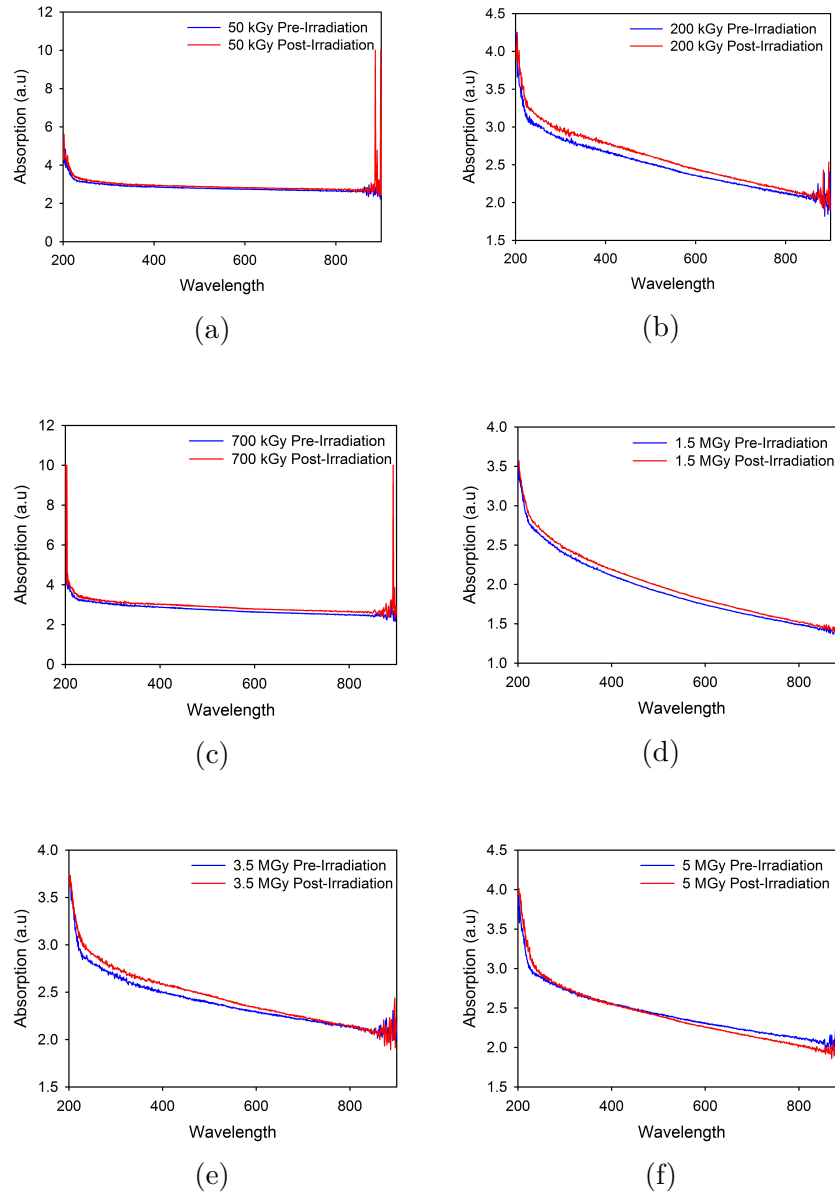 12
10
8
6
4
2
0
Absorption (a.u)
50 kGy Pre-Irradiation
50 kGy Post-Irradiation
200 400 600 800
Wavelength
(a)
4.5
4.0
3.5
3.0
2.5
2.0
1.5
Absorption (a.u)
200 kGy Pre-Irradiation
200 kGy Post-Irradiation
200 400 600 800
Wavelength
(b)
12
10
8
6
4
2
0
Absorption (a.u)
700 kGy Pre-Irradiation
700 kGy Post-Irradiation
200 400 600 800
Wavelength
(c)
4.0
3.5
3.0
2.5
2.0
1.5
1.0
Absorption (a.u)
1.5 MGy Pre-Irradiation
1.5 MGy Post-Irradiation
200 400 600 800
Wavelength
(d)
4.0
3.5
3.0
2.5
2.0
1.5
Absorption (a.u)
3.5 MGy Pre-Irradiation
3.5 MGy Post-Irradiation
200 400 600 800
Wavelength
(e)
4.5
4.0
3.5
3.0
2.5
2.0
1.5
Absorption (a.u)
5 MGy Pre-Irradiation
5 MGy Post-Irradiation
200 400 600 800
Wavelength
(f)